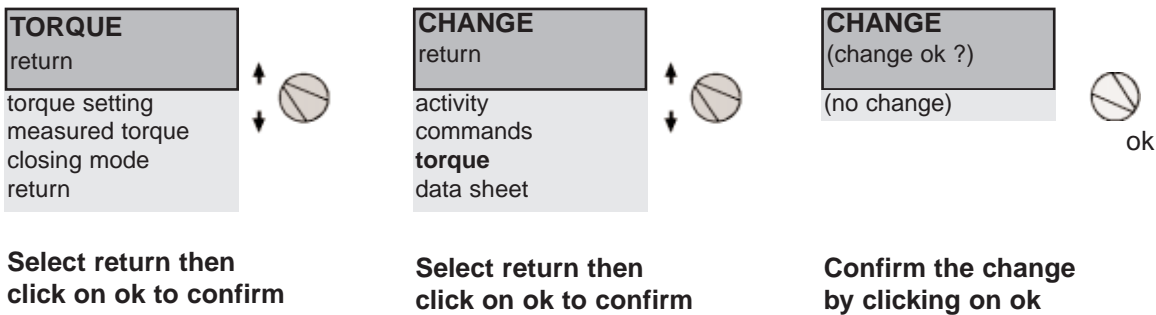 TORQUE
return
torque setting
measured torque
closing mode
return
Select return then
click on ok to confirm
CHANGE
return
activity
commands
torque
data sheet
Select return then
click on ok to confirm
CHANGE
(change ok ?)
(no change)
ok
Confirm the change
by clicking on ok